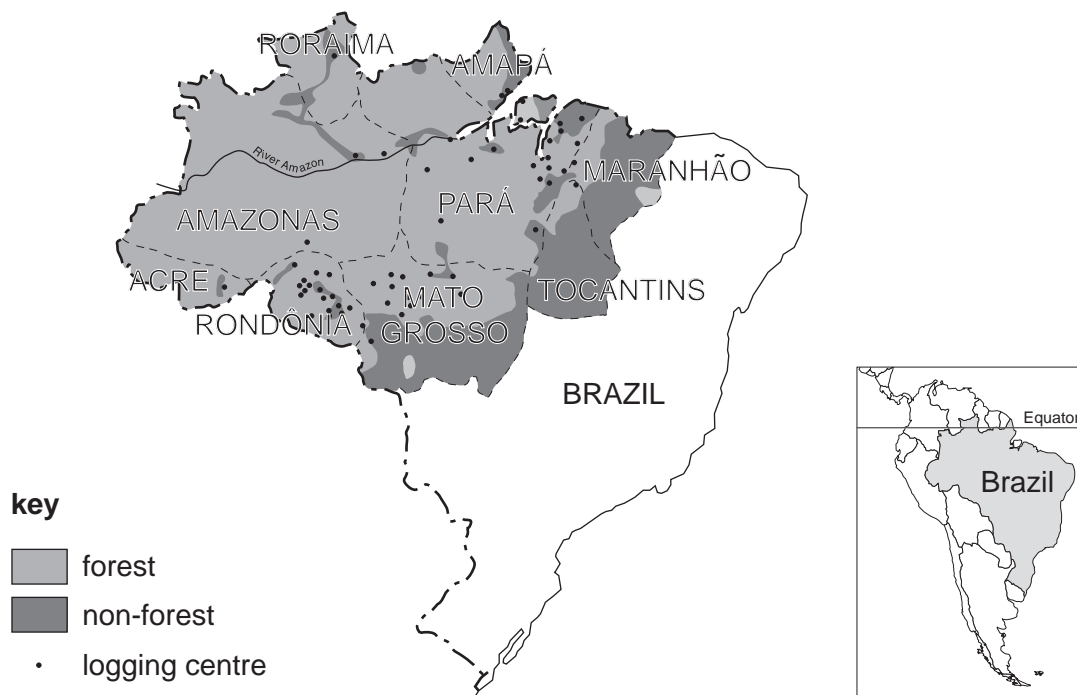 RORAIMA
AMAPÁ
River Amazon
MARANHÃO
AMAZONAS
PARÁ
ACRE
TOCANTINS
MATO
GROSSO
RONDÔNIA
BRAZIL
Equator
Brazil
key
forest
non-forest
logging centre